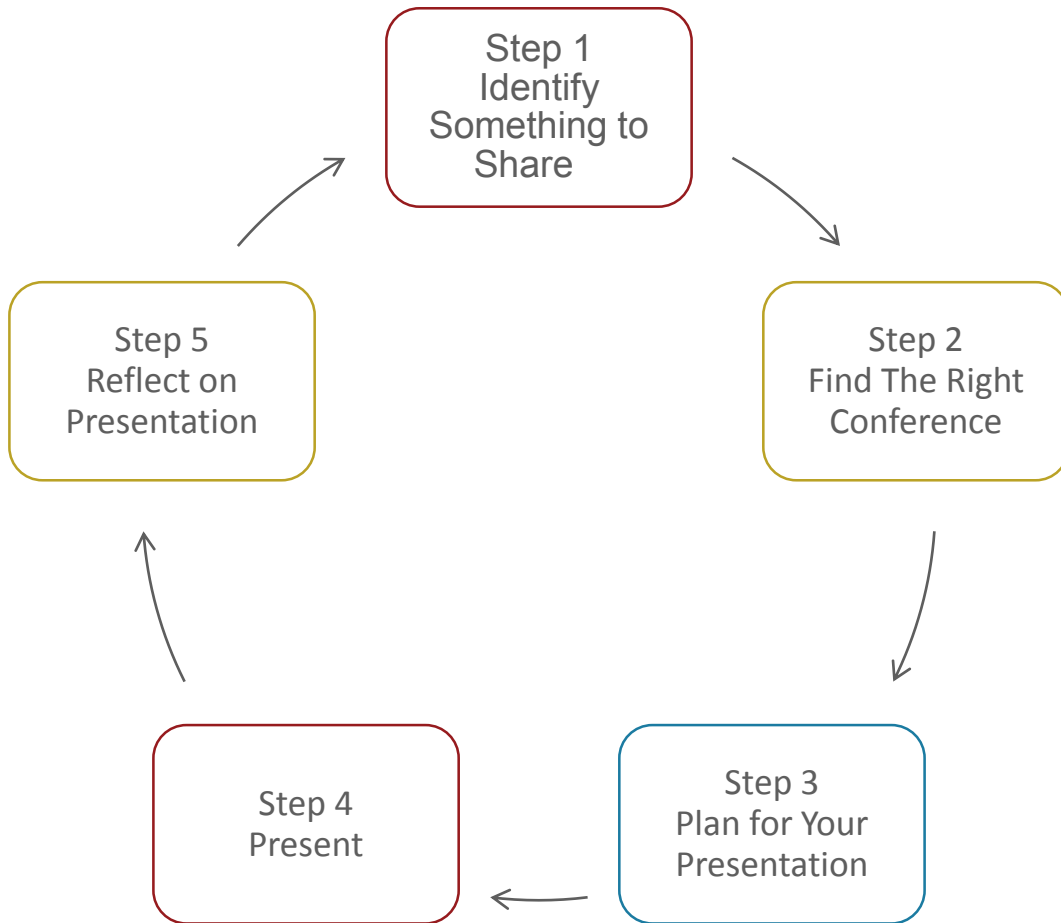 Step 1
Identify
Something to
Share
Step 2
Find The Right
Conference
Step 3
Plan for Your
Presentation
Step 4
Present
Step 5
Reflect on
Presentation